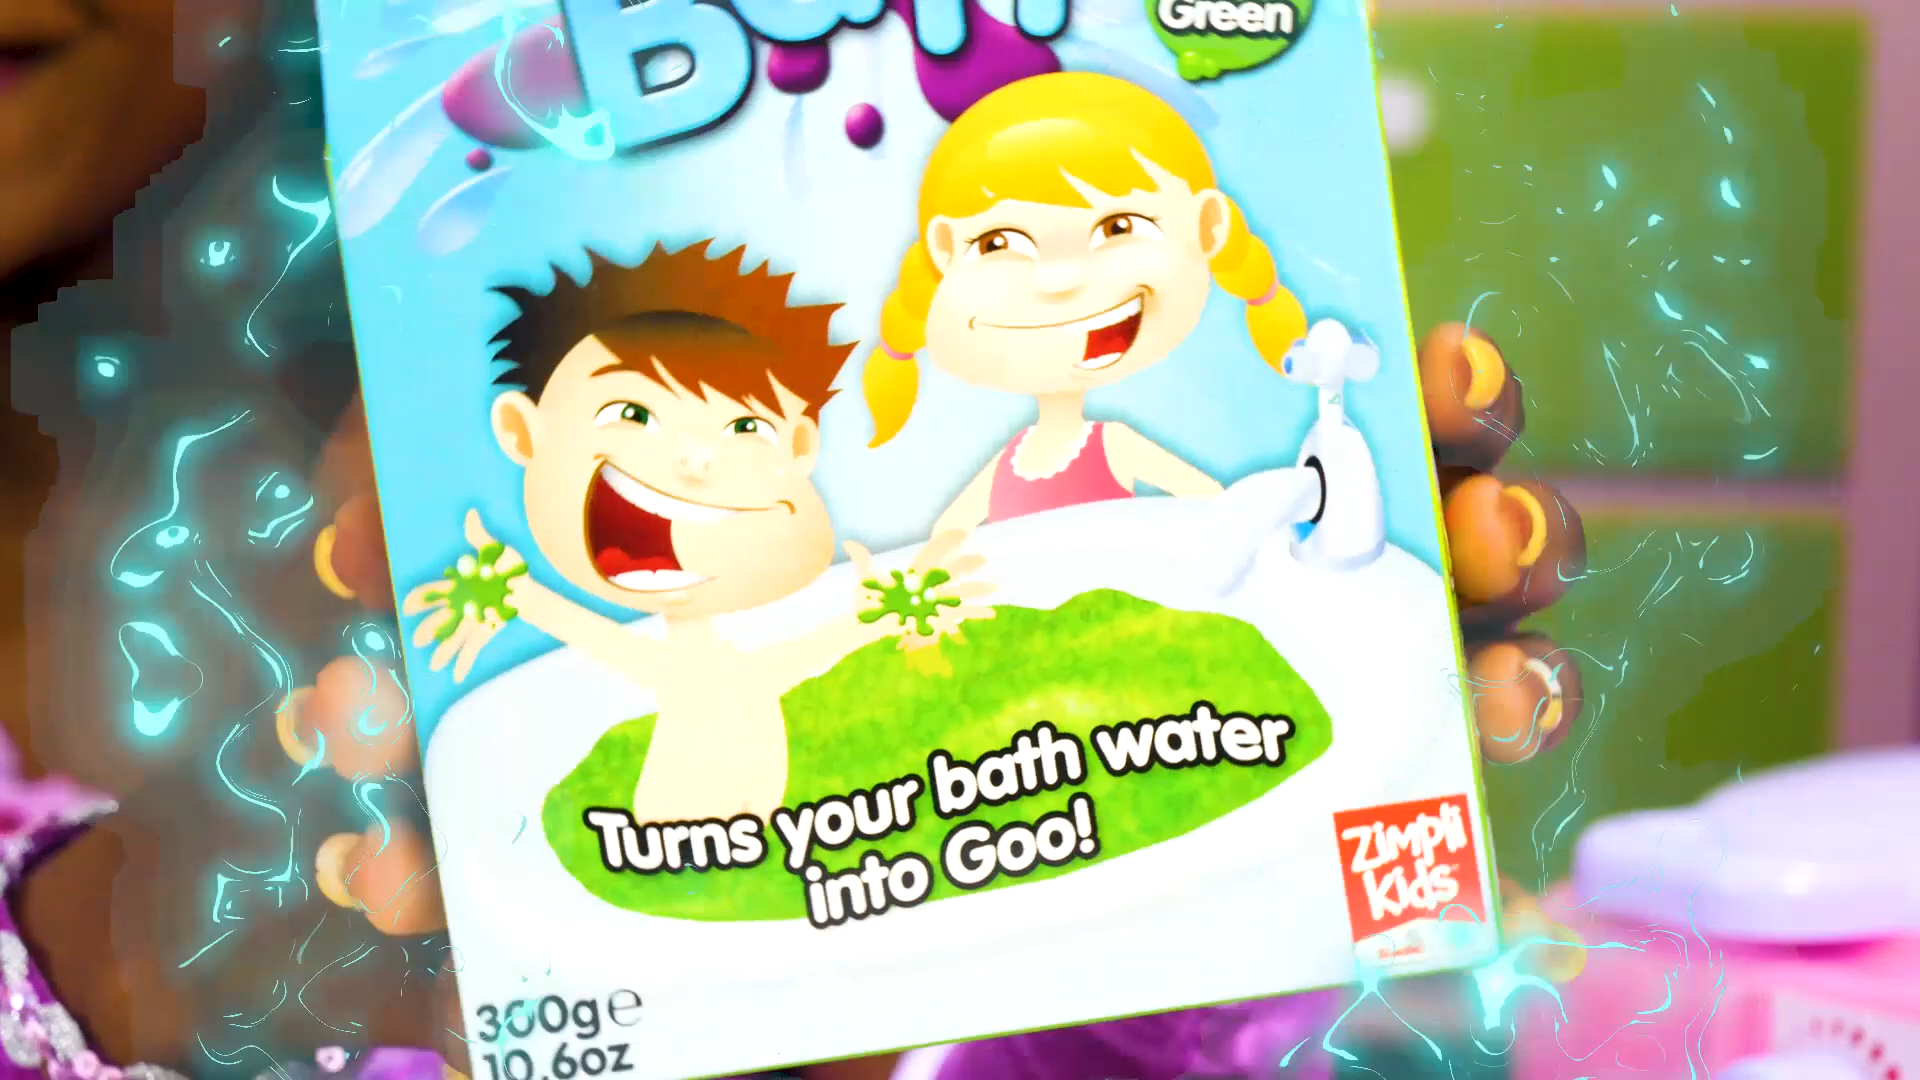 Green
Turns your bath water
into Goo!
Zimpli
Kids
300g℮
10.6oz